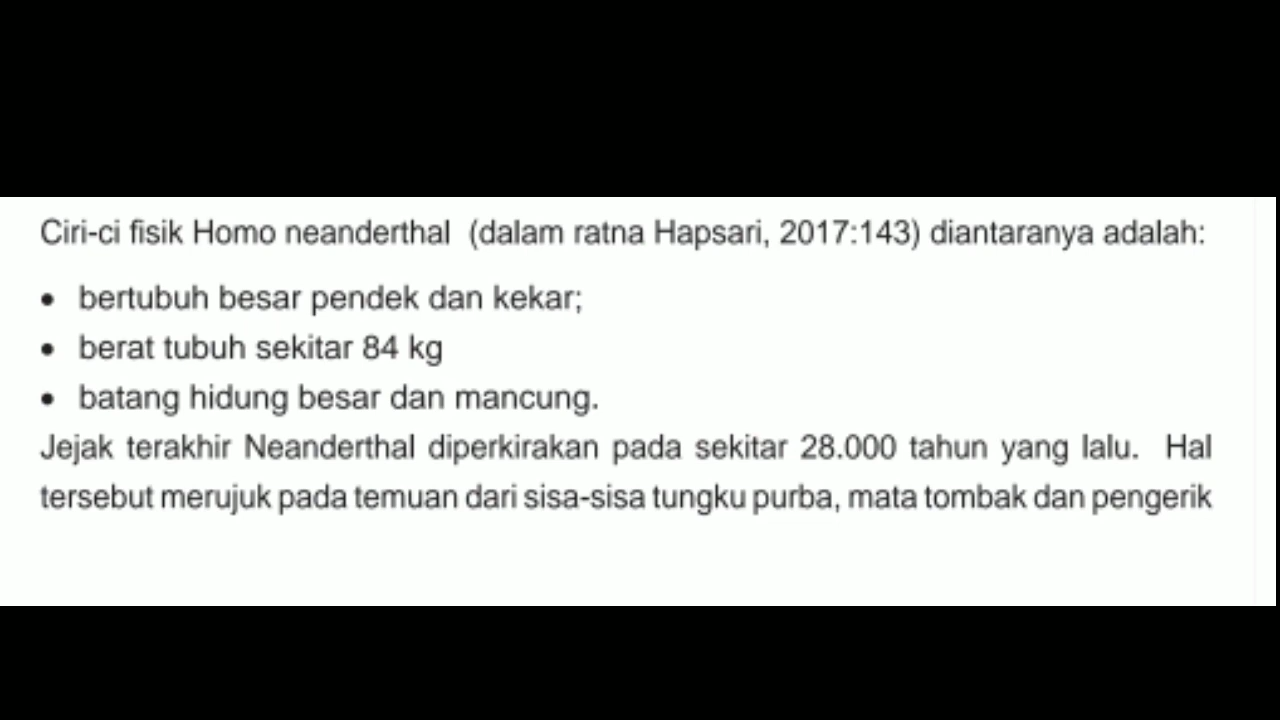 Ciri-ci fisik Homo neanderthal (dalam ratna Hapsari, 2017:143) diantaranya adalah:
• bertubuh besar pendek dan kekar;
• berat tubuh sekitar 84 kg
• batang hidung besar dan mancung.
Jejak terakhir Neanderthal diperkirakan pada sekitar 28.000 tahun yang lalu. Hal
tersebut merujuk pada temuan dari sisa-sisa tungku purba, mata tombak dan pengerik